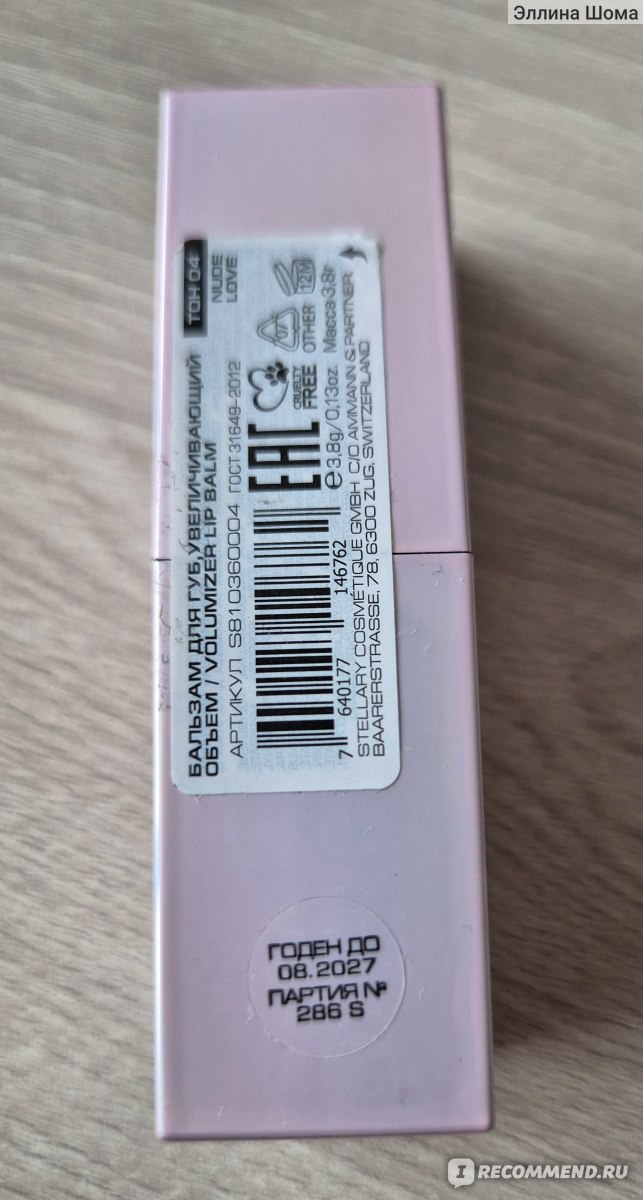 Эллина Шома
ТОН 04
NUDE
LOVE
БАЛЬЗАМ ДЛЯ ГУБ,УВЕЛИЧИВАЮЩИЙ
ОБЪЕМ / VOLUMIZER LIP BALM
АРТИКУЛ S810360004 ГОСТ 31649-2012
EAC
CRUELTY
FREE
07
OTHER
12M
7 640177 146762
℮3,8g/0,13oz. Масса 3,8г
STELLARY COSMÉTIQUE GMBH C/O AMMANN & PARTNER
BAARERSTRASSE, 78, 6300 ZUG, SWITZERLAND
ГОДЕН ДО
08.2027
ПАРТИЯ №
286 S
I RECOMMEND.RU